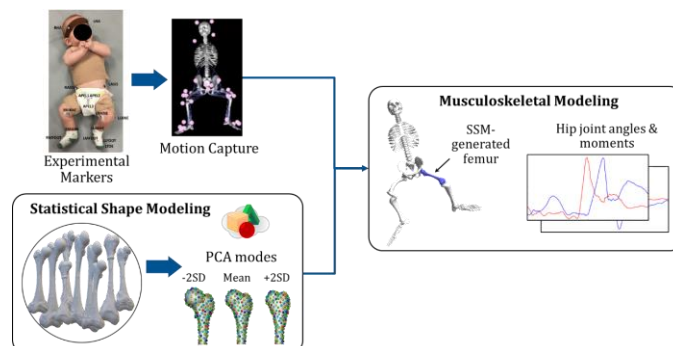 Experimental
Markers
Motion Capture
Statistical Shape Modeling
PCA modes
-2SD Mean +2SD
Musculoskeletal Modeling
SSM-
generated
femur
Hip joint angles &
moments